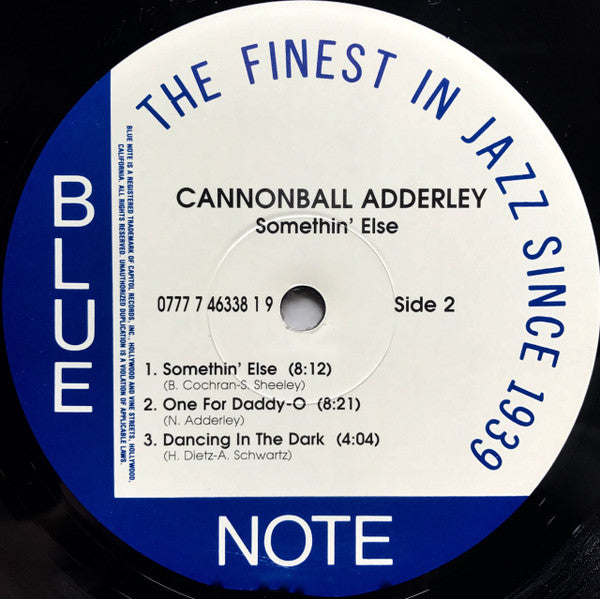 THE FINEST IN JAZZ SINCE 1939
BLUE NOTE IS A REGISTERED TRADEMARK OF CAPITOL RECORDS, INC., HOLLYWOOD AND VINE STREETS, HOLLYWOOD,
CALIFORNIA. ALL RIGHTS RESERVED. UNAUTHORIZED DUPLICATION IS A VIOLATION OF APPLICABLE LAWS.
BLUE
CANNONBALL ADDERLEY
Somethin' Else
0777 7 46338 1 9
Side 2
1. Somethin' Else (8:12)
(B. Cochran-S. Sheeley)
2. One For Daddy-O (8:21)
(N. Adderley)
3. Dancing In The Dark (4:04)
(H. Dietz-A. Schwartz)
NOTE